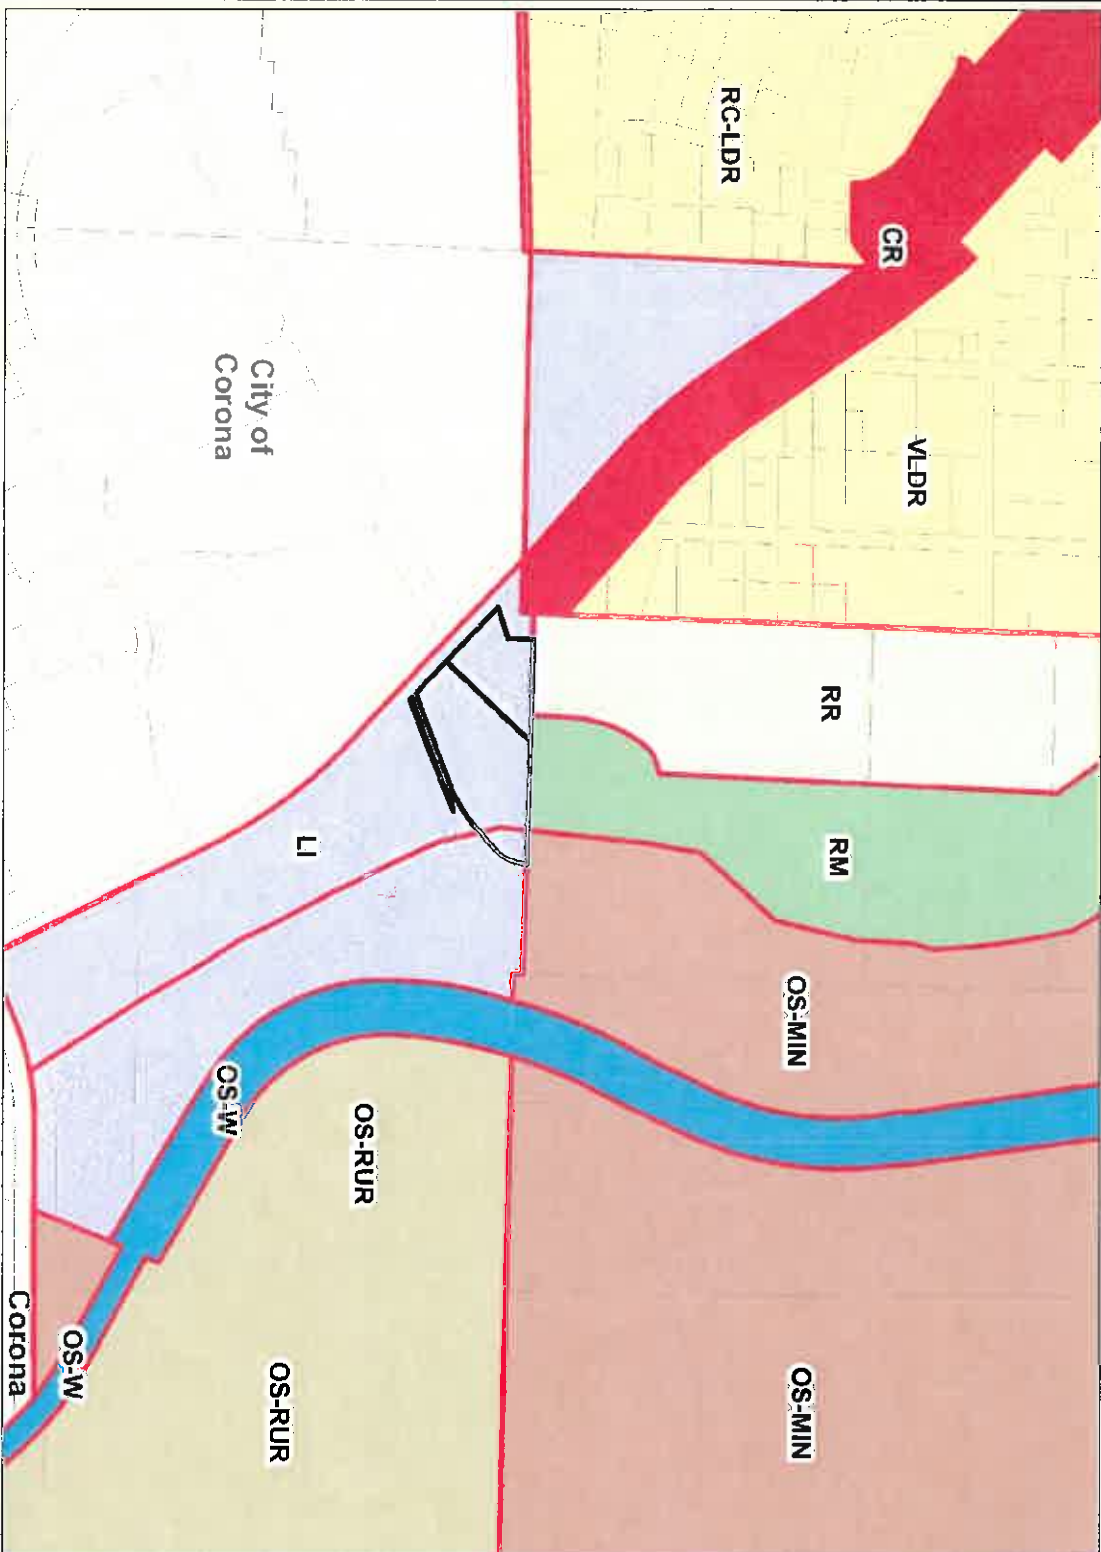 VLDR
CR
RM
RR
OS-MIN
OS-MIN
RC-LDR
OS-RUR
LI
OS-RUR
City of
Corona
OS-W
OS-W
Corona